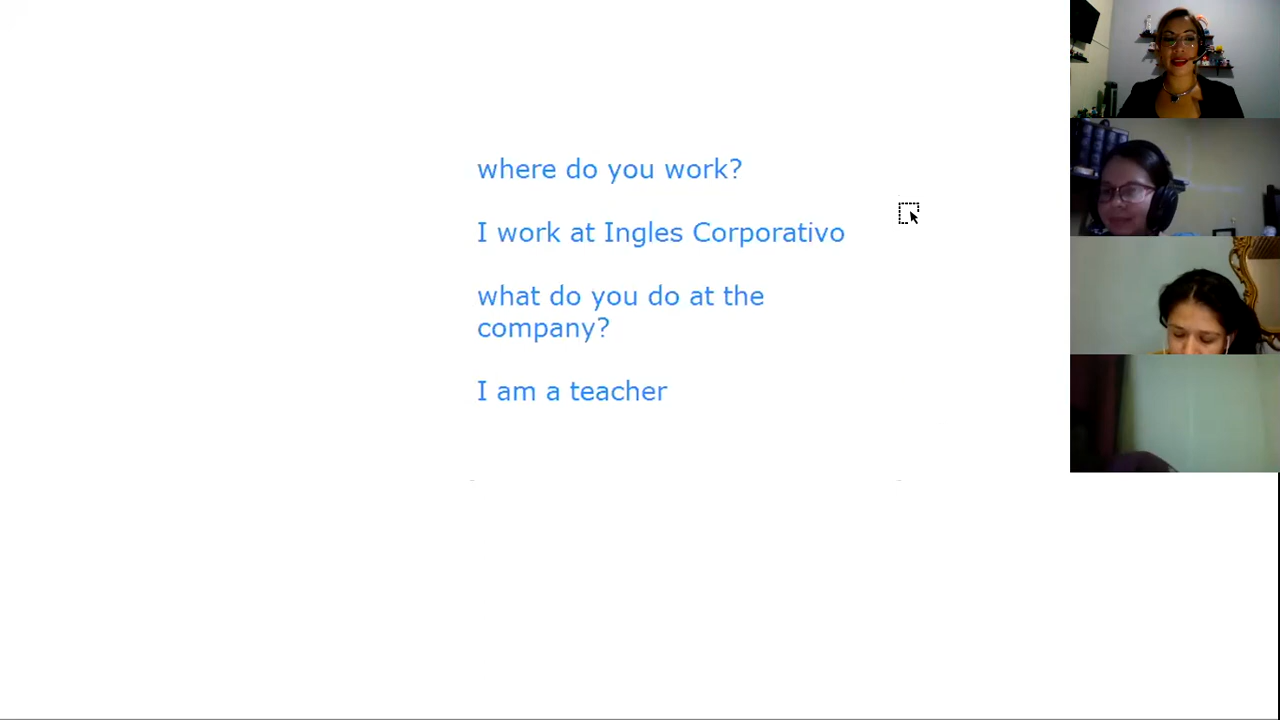 where do you work?
I work at Ingles Corporativo
what do you do at the
company?
I am a teacher